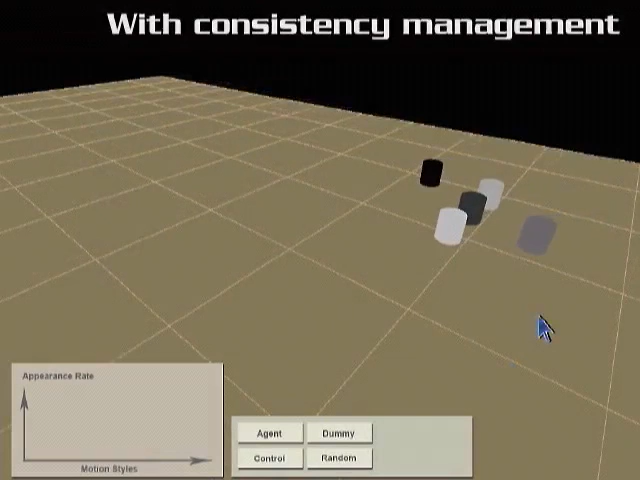 With consistency management
Appearance Rate
Motion Styles
Agent
Dummy
Control
Random